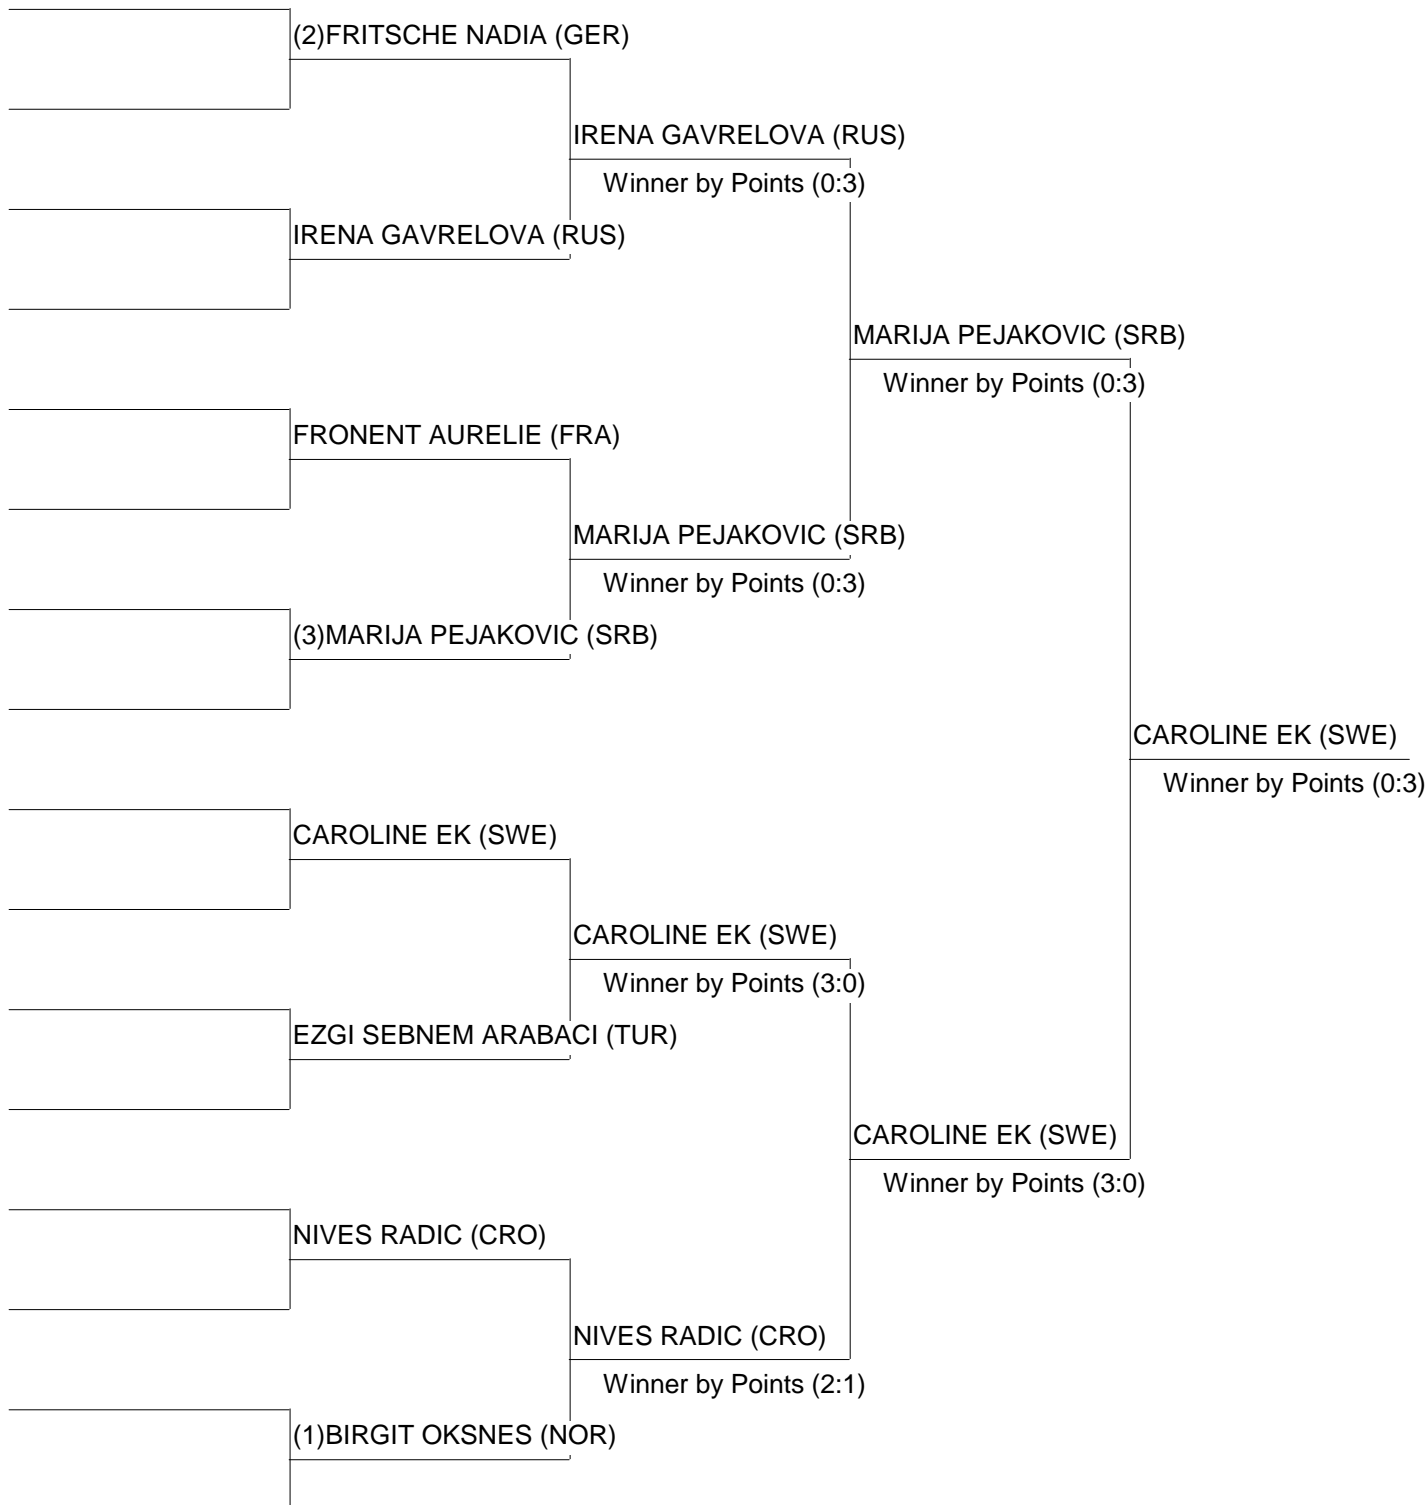 (2)FRITSCHE NADIA (GER)
IRENA GAVRELOVA (RUS)
Winner by Points (0:3)
IRENA GAVRELOVA (RUS)
MARIJA PEJAKOVIC (SRB)
Winner by Points (0:3)
FRONENT AURELIE (FRA)
MARIJA PEJAKOVIC (SRB)
Winner by Points (0:3)
(3)MARIJA PEJAKOVIC (SRB)
CAROLINE EK (SWE)
Winner by Points (0:3)
CAROLINE EK (SWE)
CAROLINE EK (SWE)
Winner by Points (3:0)
EZGI SEBNEM ARABACI (TUR)
CAROLINE EK (SWE)
Winner by Points (3:0)
NIVES RADIC (CRO)
NIVES RADIC (CRO)
Winner by Points (2:1)
(1)BIRGIT OKSNES (NOR)